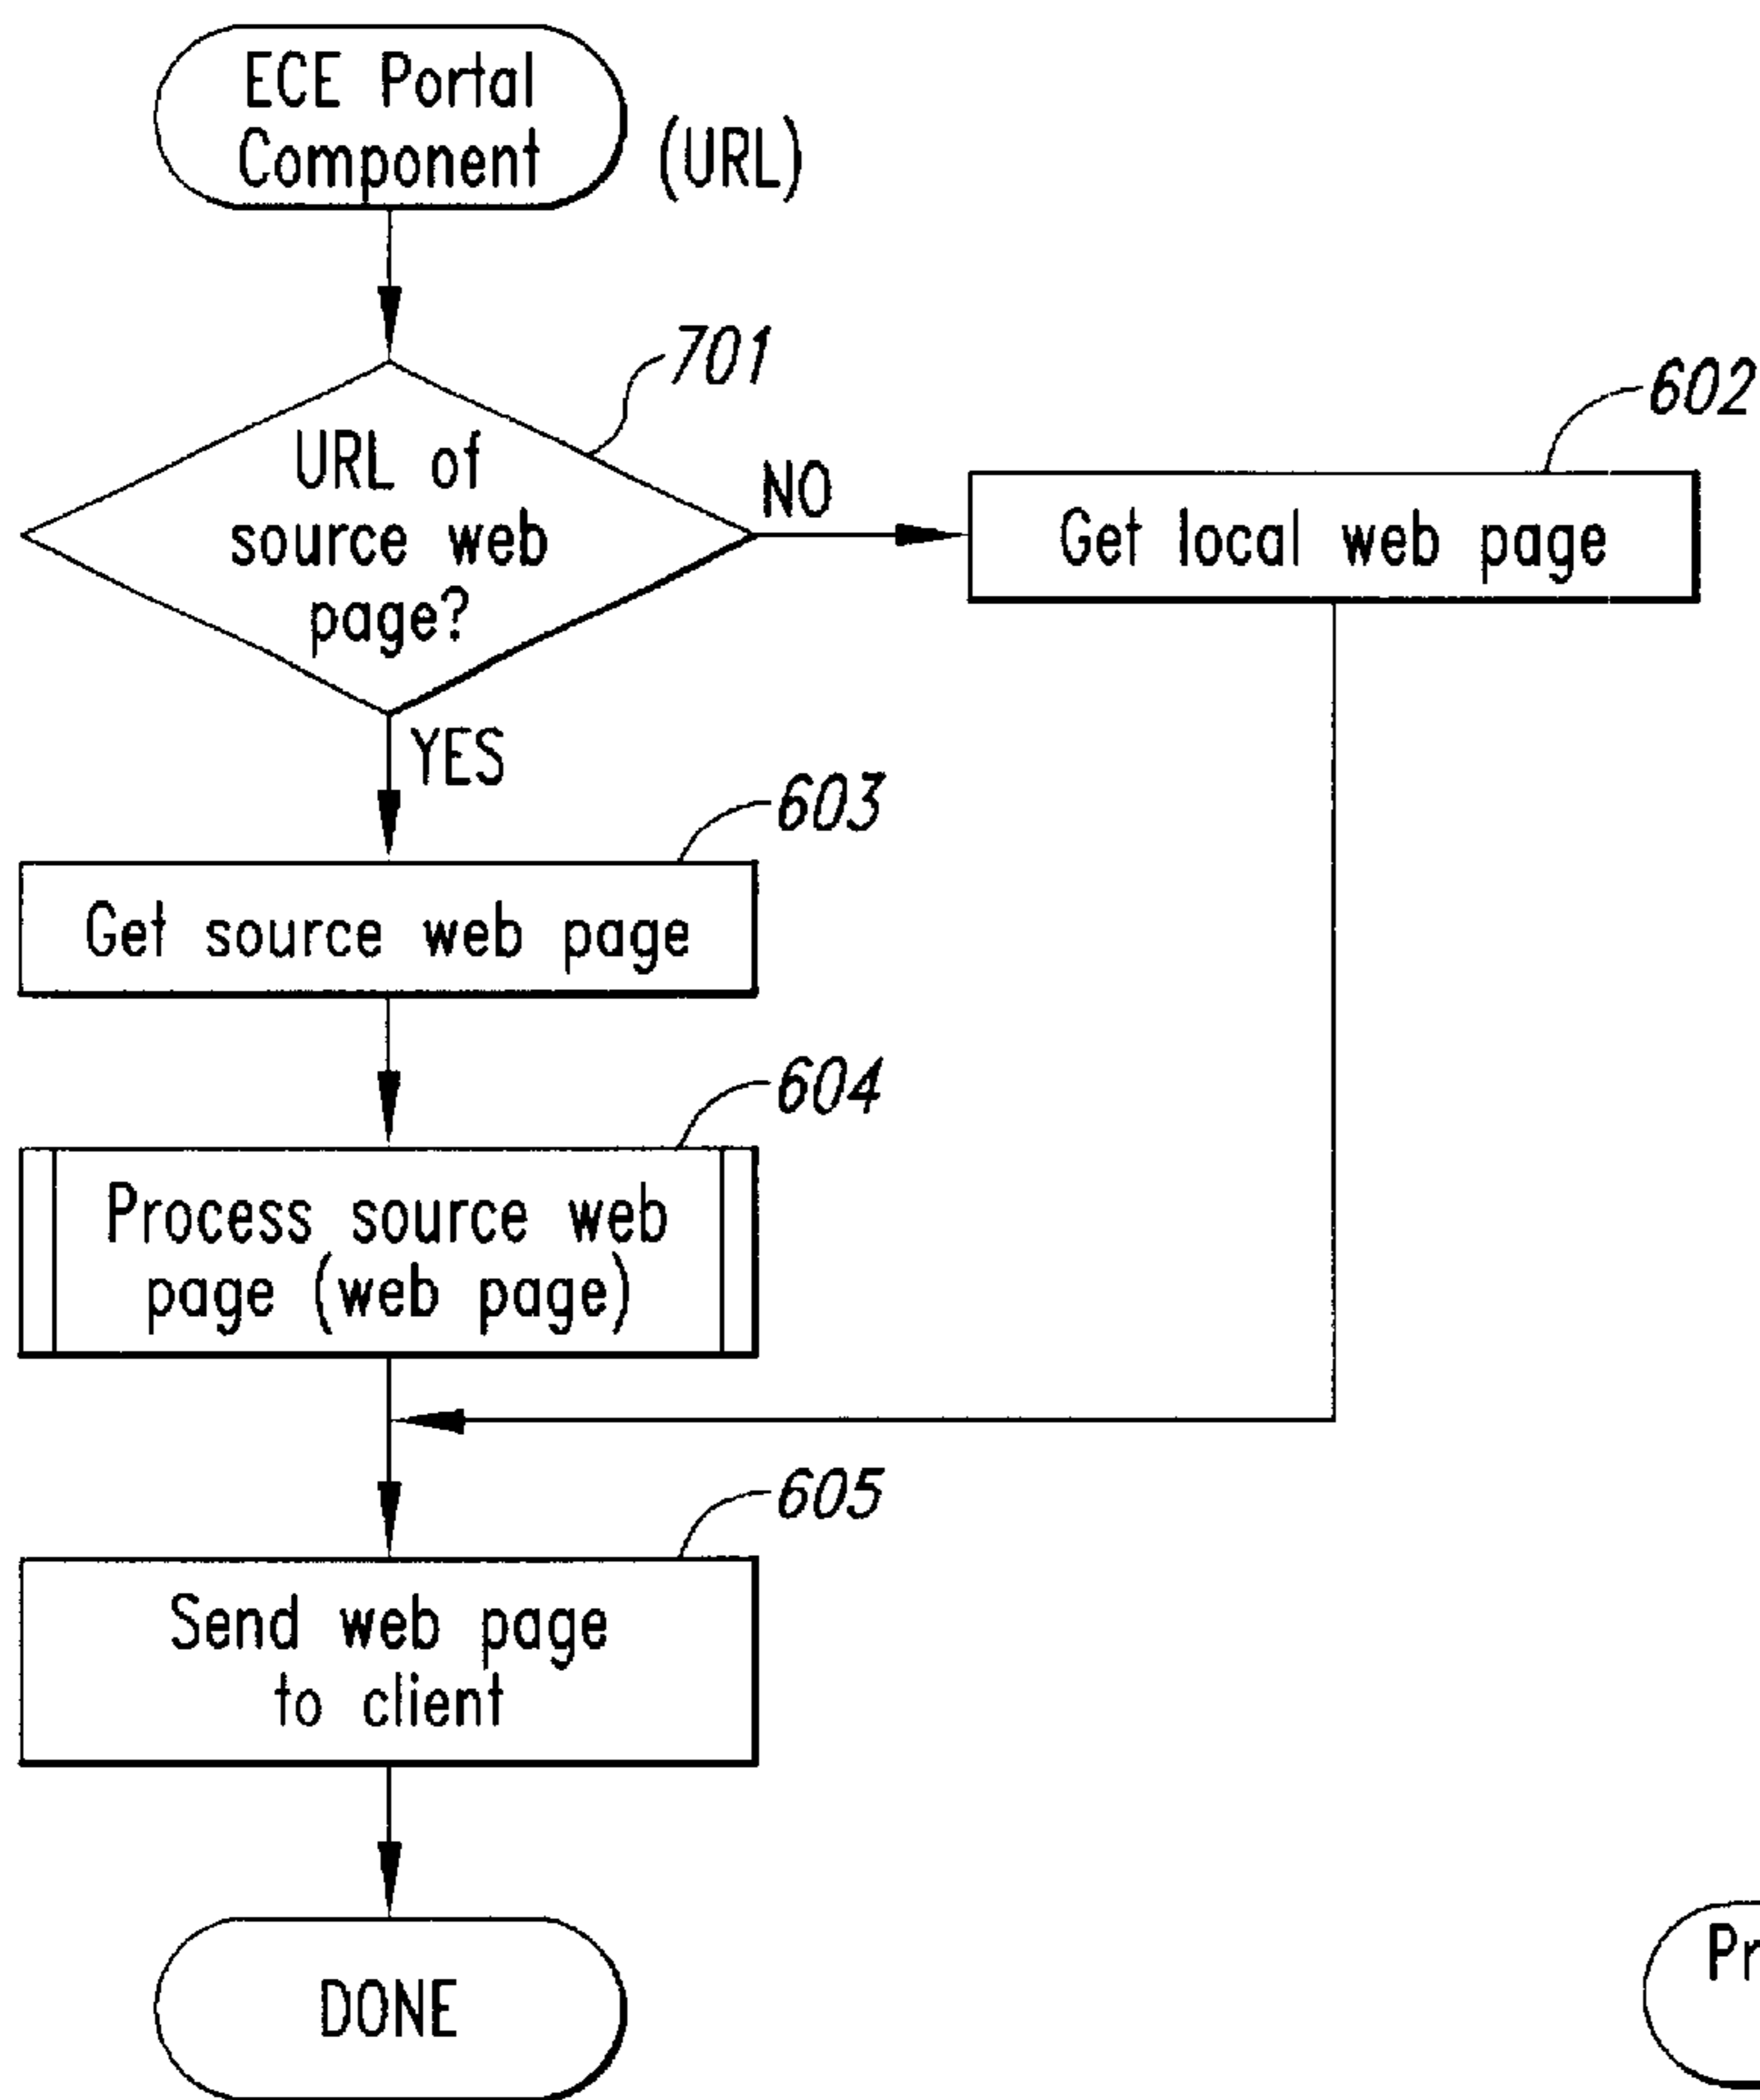 ECE Portal
Component
(URL)
701
URL of
source web
page?
NO
602
Get local web page
YES
603
Get source web page
604
Process source web
page (web page)
605
Send web page
to client
DONE
Pr